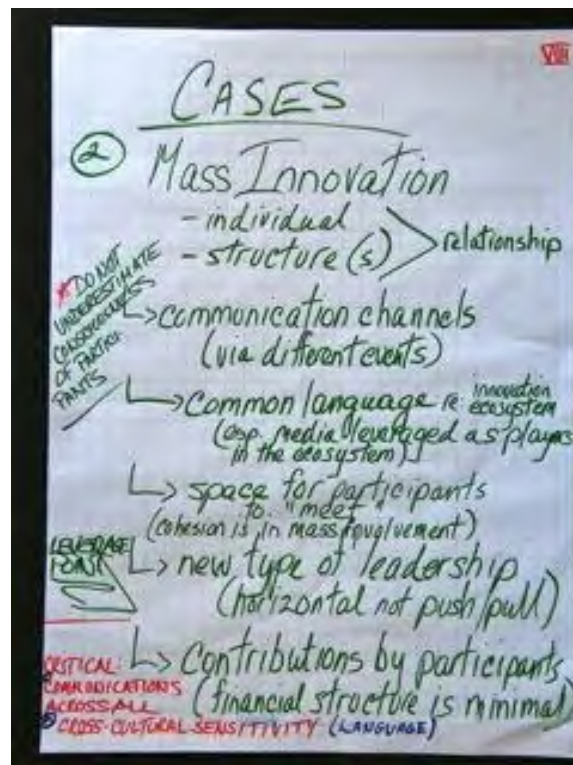 VIII
CASES
② Mass Innovation
- individual
- structure(s)
relationship
* DO NOT
UNDERESTIMATE
CONSCIOUSNESS
OF PARTICI-
PANTS
↳ communication channels
(via different events)
↳ common language re innovation
ecosystem
(esp. media leveraged as players
in the ecosystem)
↳ space for participants
to "meet"
(cohesion is in mass involvement)
LEVERAGE
POINT
↳ new type of leadership
(horizontal not push/pull)
↳ contributions by participants
(financial structure is minimal)
CRITICAL:
COMMUNICATIONS
ACROSS ALL
CROSS-CULTURAL SENSITIVITY (LANGUAGE)